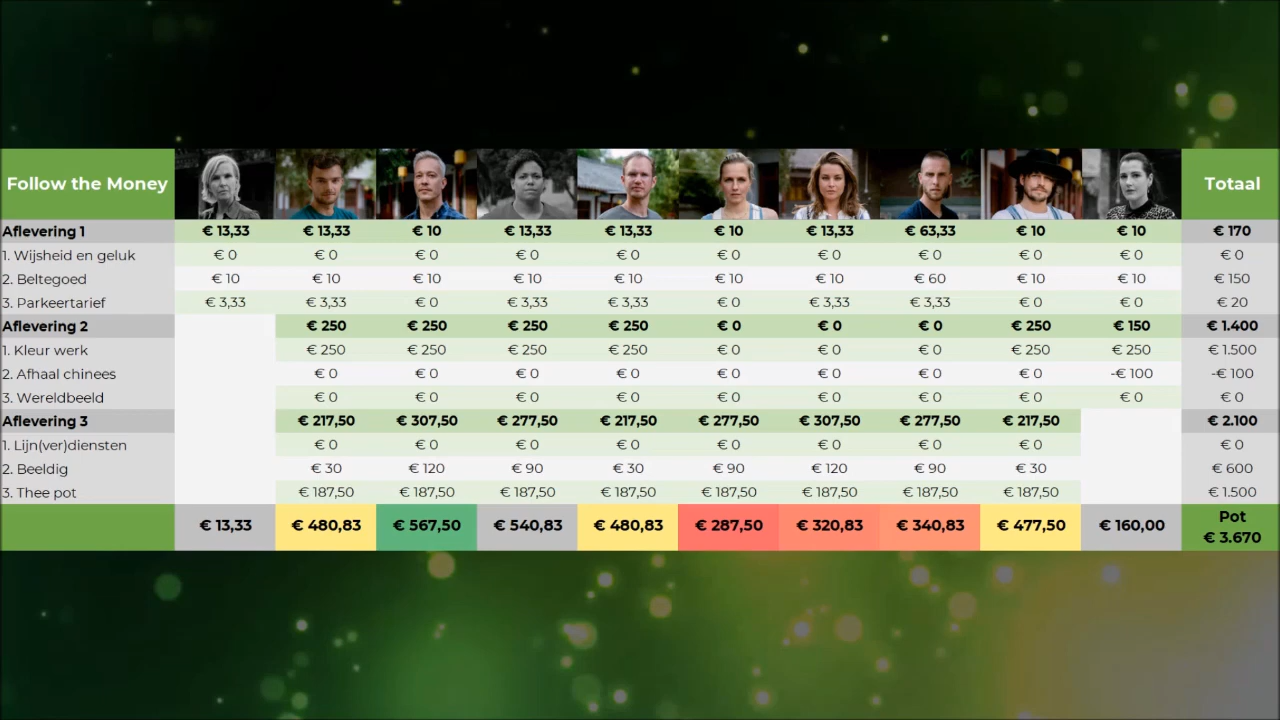 Follow the Money Totaal
Aflevering 1 € 13,33 € 13,33 € 10 € 13,33 € 13,33 € 10 € 13,33 € 63,33 € 10 € 10 € 170
1. Wijsheid en geluk € 0 € 0 € 0 € 0 € 0 € 0 € 0 € 0 € 0 € 0 € 0
2. Beltegoed € 10 € 10 € 10 € 10 € 10 € 10 € 10 € 60 € 10 € 10 € 150
3. Parkeertarief € 3,33 € 3,33 € 0 € 3,33 € 3,33 € 0 € 3,33 € 3,33 € 0 € 0 € 20
Aflevering 2 € 250 € 250 € 250 € 250 € 0 € 0 € 0 € 250 € 150 € 1.400
1. Kleur werk € 250 € 250 € 250 € 250 € 0 € 0 € 0 € 250 € 250 € 1.500
2. Afhaal chinees € 0 € 0 € 0 € 0 € 0 € 0 € 0 € 0 -€ 100 -€ 100
3. Wereldbeeld € 0 € 0 € 0 € 0 € 0 € 0 € 0 € 0 € 0 € 0
Aflevering 3 € 217,50 € 307,50 € 277,50 € 217,50 € 277,50 € 307,50 € 277,50 € 217,50 € 2.100
1. Lijn(ver)diensten € 0 € 0 € 0 € 0 € 0 € 0 € 0 € 0 € 0
2. Beeldig € 30 € 120 € 90 € 30 € 90 € 120 € 90 € 30 € 600
3. Thee pot € 187,50 € 187,50 € 187,50 € 187,50 € 187,50 € 187,50 € 187,50 € 187,50 € 1.500
€ 13,33 € 480,83 € 567,50 € 540,83 € 480,83 € 287,50 € 320,83 € 340,83 € 477,50 € 160,00 Pot
€ 3.670